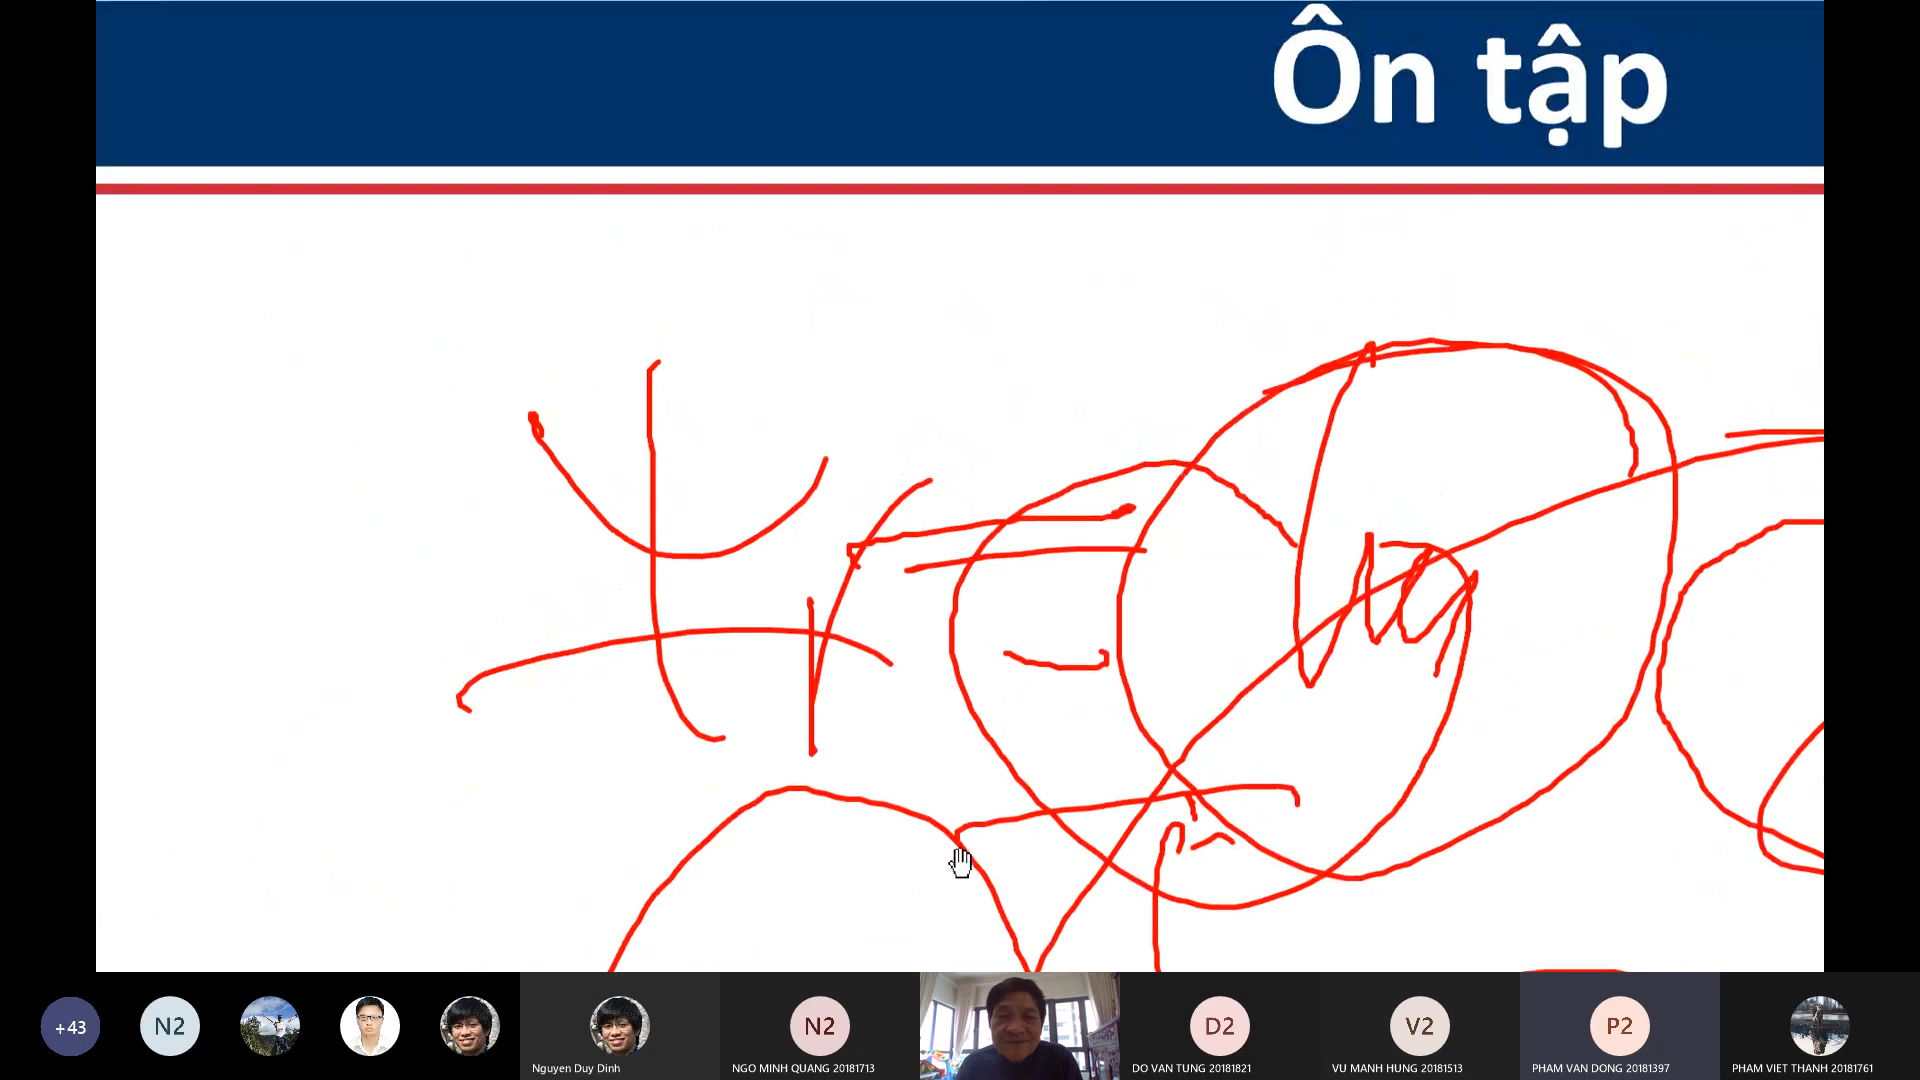 Ôn tập
+43
N2
Nguyen Duy Dinh
N2
NGO MINH QUANG 20181713
D2
DO VAN TUNG 20181821
V2
VU MANH HUNG 20181513
P2
PHAM VAN DONG 20181397
PHAM VIET THANH 20181761